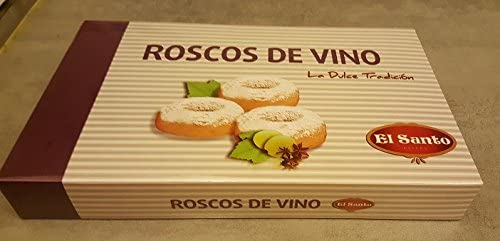 ROSCOS DE VINO
La Dulce Tradición
El Santo
ROSCOS DE VINO
El Santo